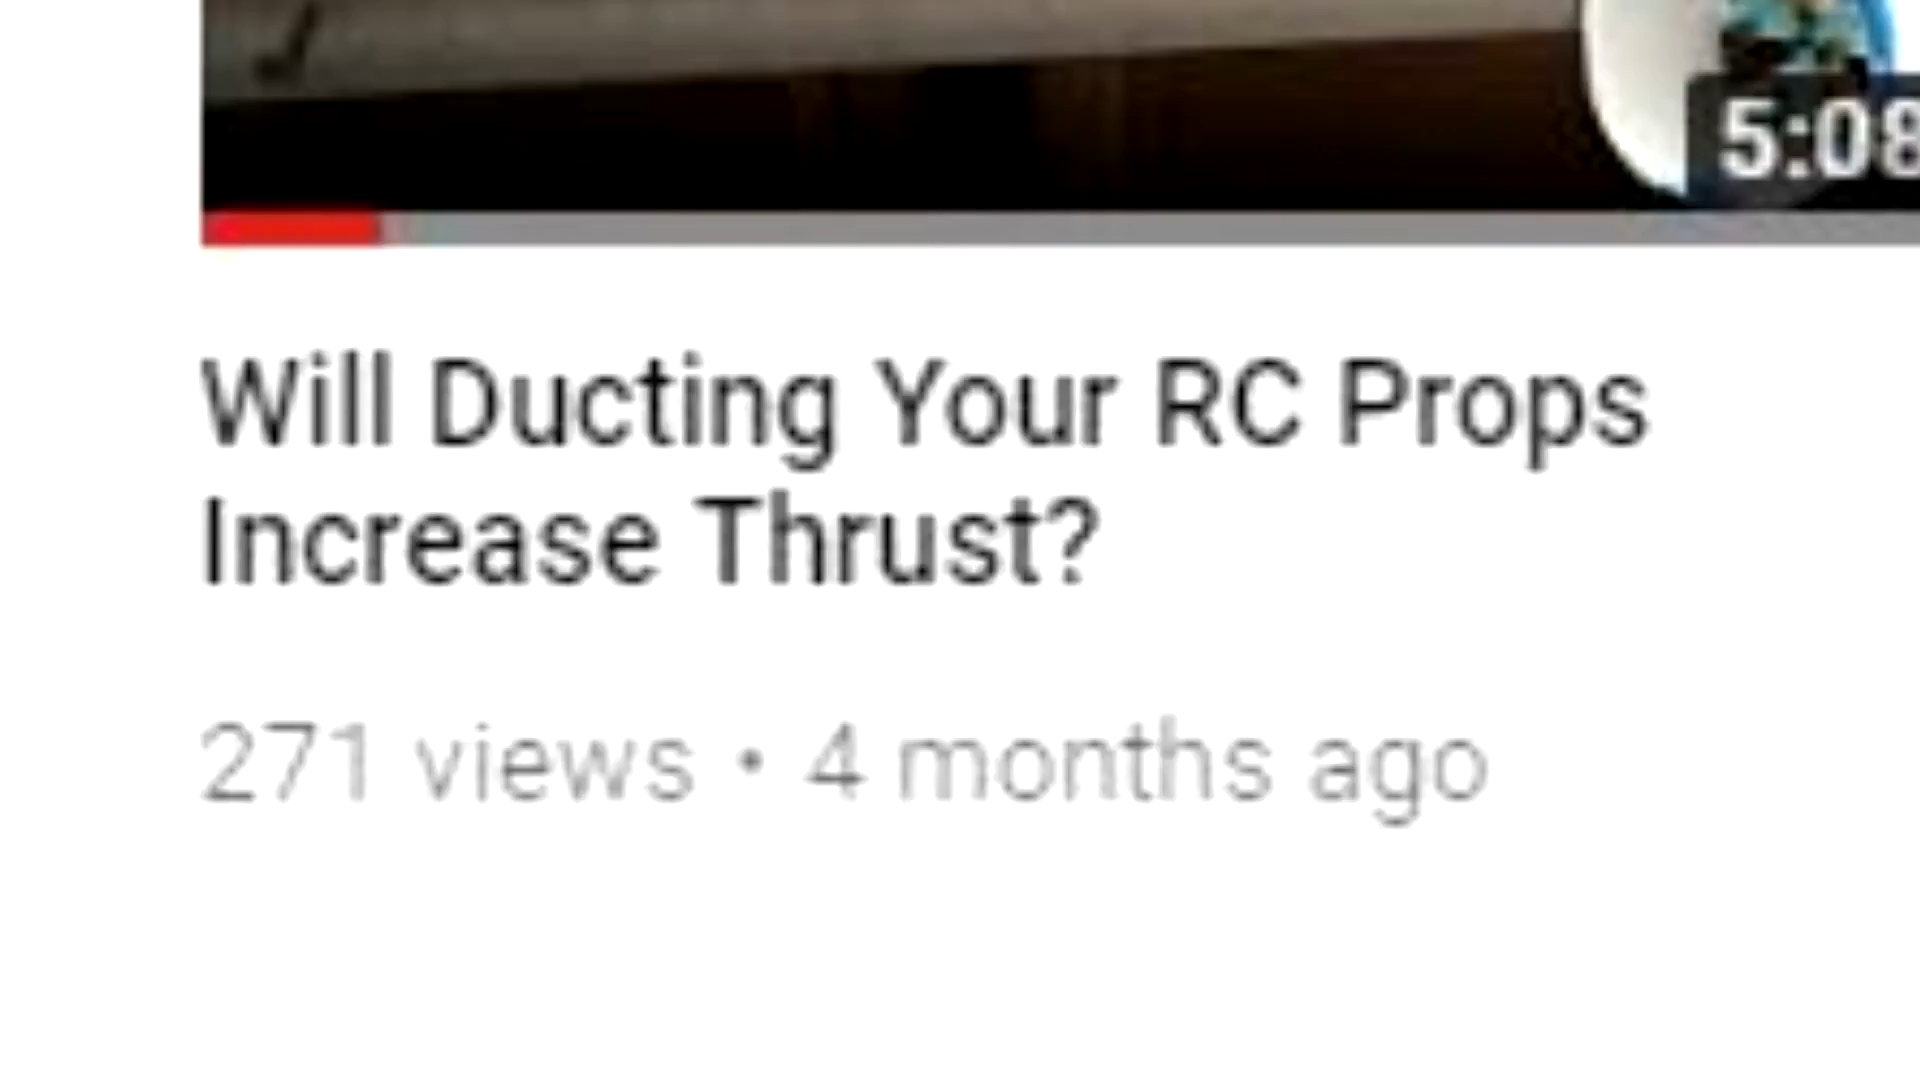 5:08
Will Ducting Your RC Props
Increase Thrust?
271 views • 4 months ago